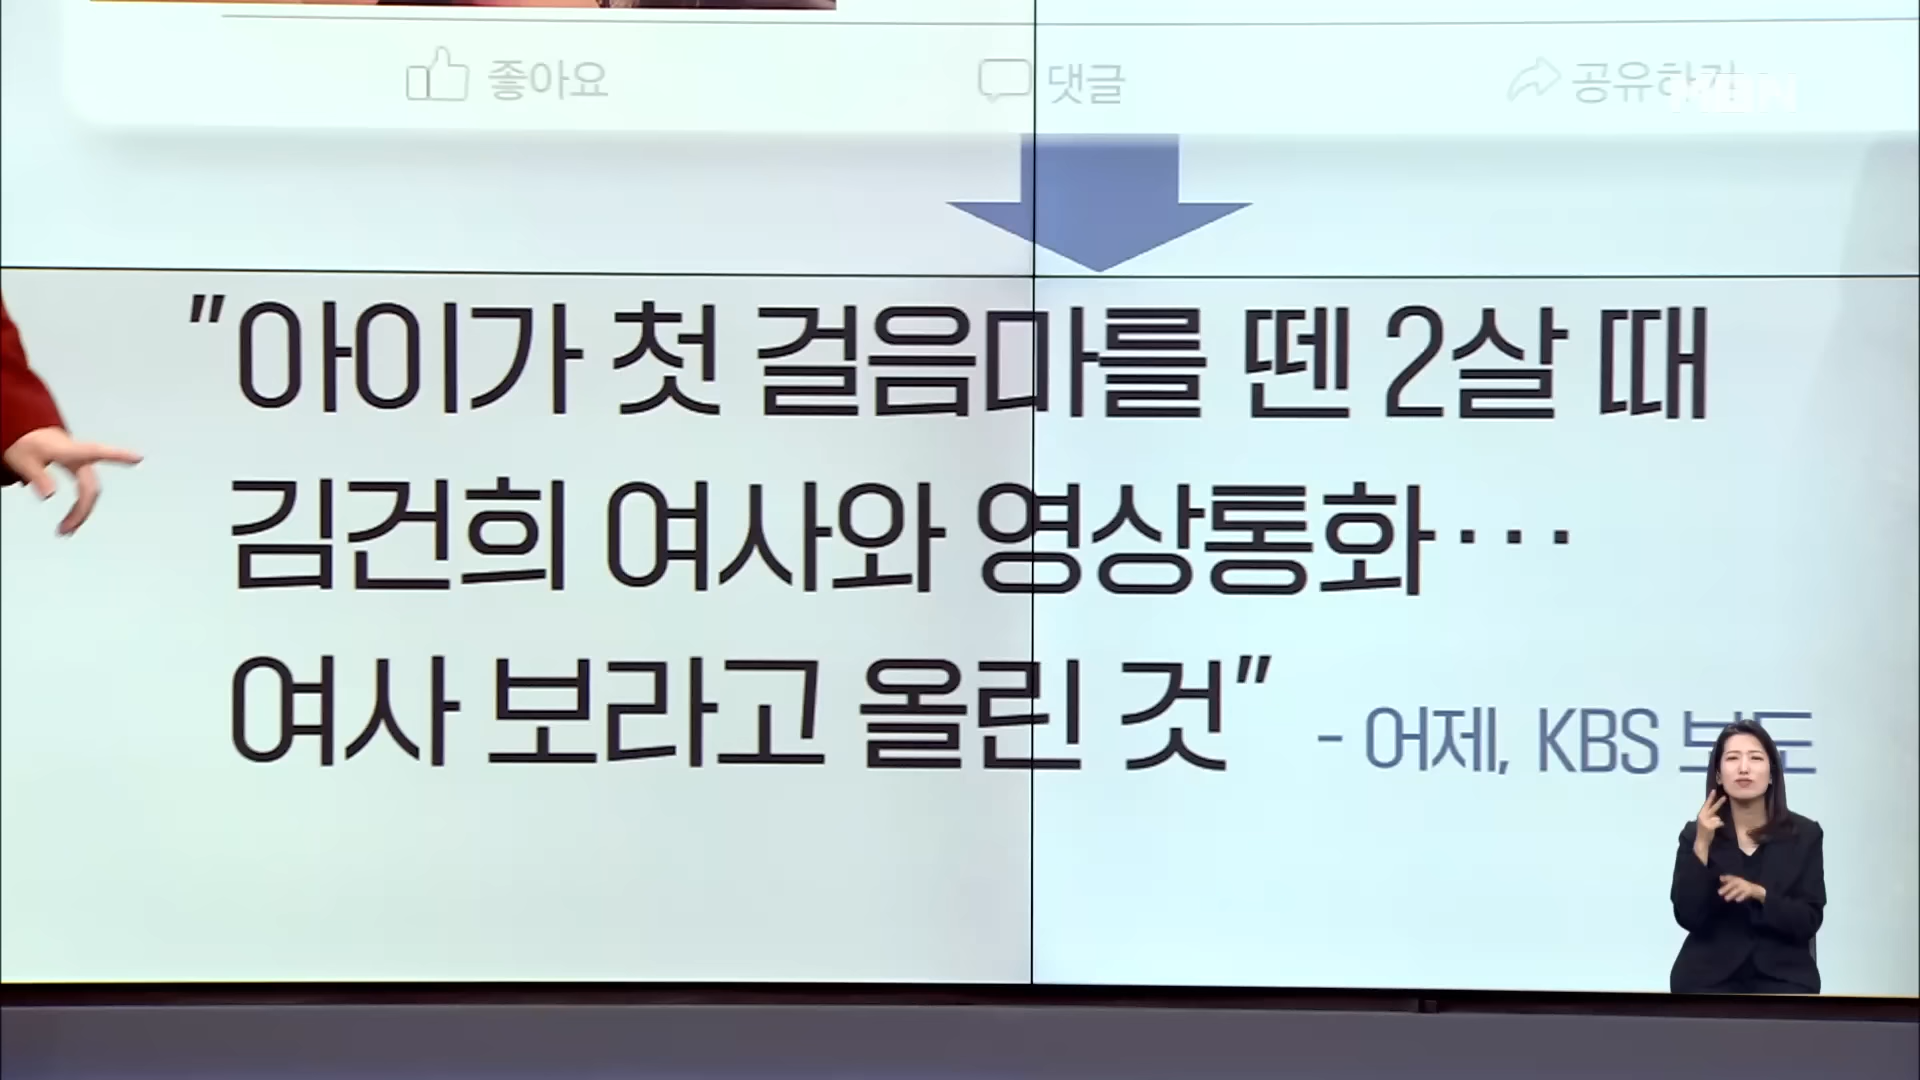 좋아요 댓글 공유하기
MBN
"아이가 첫 걸음마를 뗀 2살 때
김건희 여사와 영상통화···
여사 보라고 올린 것" - 어제, KBS 보도